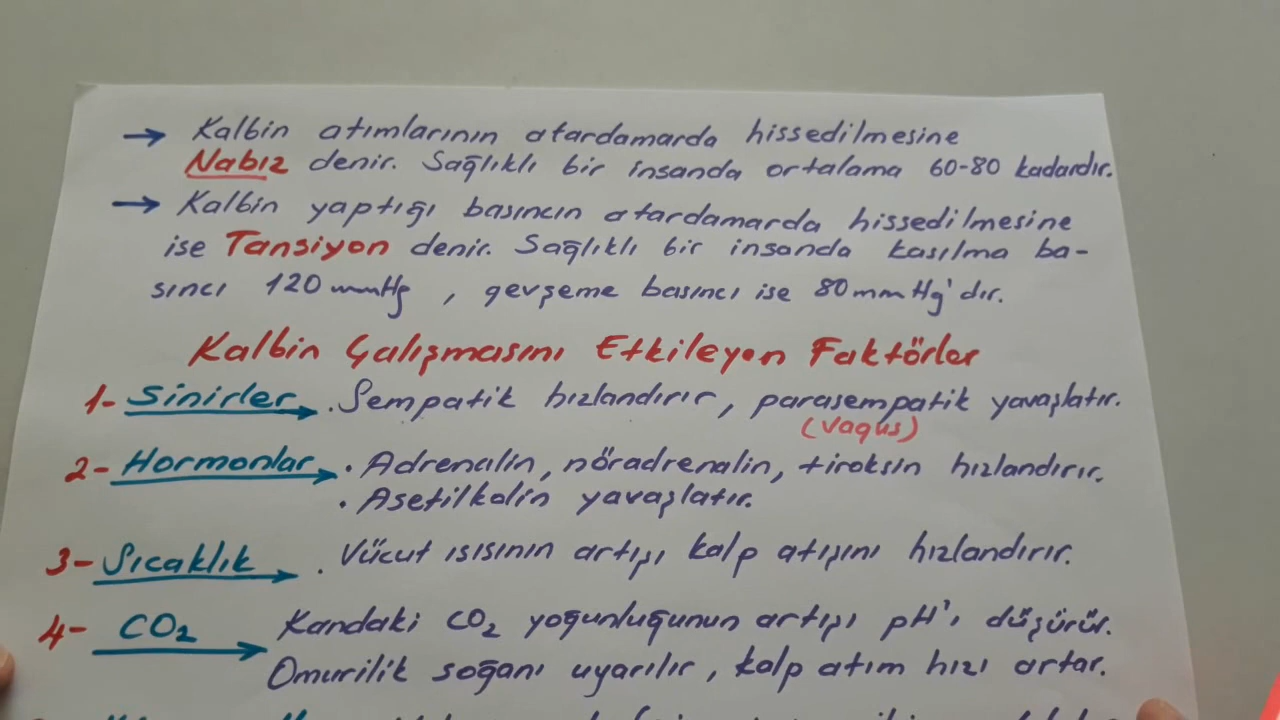 → Kalbin atımlarının atardamarda hissedilmesine
Nabız denir. Sağlıklı bir insanda ortalama 60-80 kadardır.
→ Kalbin yaptığı basıncın atardamarda hissedilmesine
ise Tansiyon denir. Sağlıklı bir insanda kasılma ba-
sıncı 120 mmHg, gevşeme basıncı ise 80 mmHg'dır.
Kalbin Çalışmasını Etkileyen Faktörler
1- Sinirler → . Sempatik hızlandırır, parasempatik yavaşlatır.
(vagus)
2- Hormonlar → . Adrenalin, nöradrenalin, tiroksin hızlandırır.
. Asetilkolin yavaşlatır.
3- Sıcaklık → . Vücut ısısının artışı kalp atışını hızlandırır.
4- CO₂ → Kandaki CO₂ yoğunluğunun artışı pH'ı düşürür.
Omurilik soğanı uyarılır, kalp atım hızı artar.